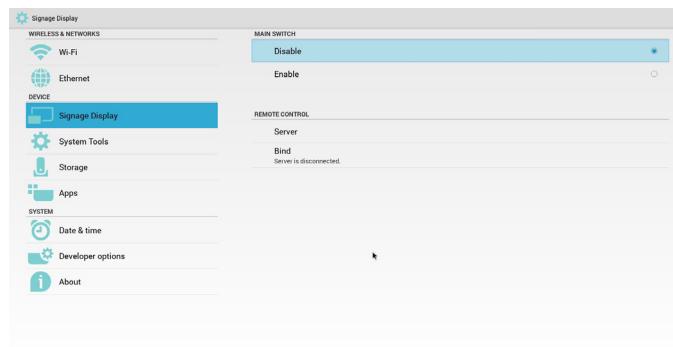 Signage Display
WIRELESS & NETWORKS
Wi-Fi
Ethernet
DEVICE
Signage Display
System Tools
Storage
Apps
SYSTEM
Date & time
Developer options
About
MAIN SWITCH
Disable
Enable
REMOTE CONTROL
Server
Bind
Server is disconnected.